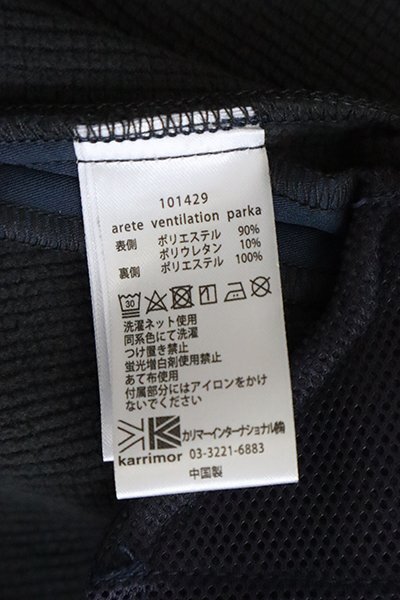 101429
arete ventilation parka
表側 ポリエステル 90%
ポリウレタン 10%
裏側 ポリエステル 100%
30
洗濯ネット使用
同系色にて洗濯
つけ置き禁止
蛍光増白剤使用禁止
あて布使用
付属部分にはアイロンをかけ
ないでください
カリマーインターナショナル㈱
karrimor 03-3221-6883
中国製